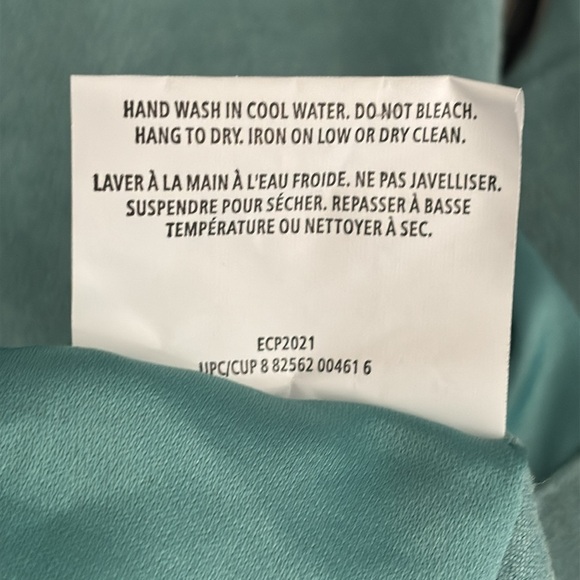 HAND WASH IN COOL WATER. DO NOT BLEACH.
HANG TO DRY. IRON ON LOW OR DRY CLEAN.
LAVER À LA MAIN À L'EAU FROIDE. NE PAS JAVELLISER.
SUSPENDRE POUR SÉCHER. REPASSER À BASSE
TEMPÉRATURE OU NETTOYER À SEC.
ECP2021
UPC/CUP 8 82562 00461 6